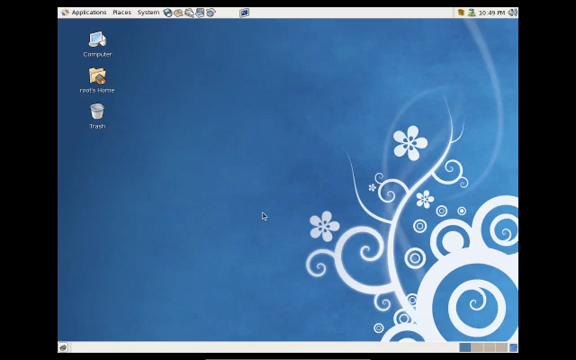 Applications Places System 10:49 PM
Computer
root's Home
Trash